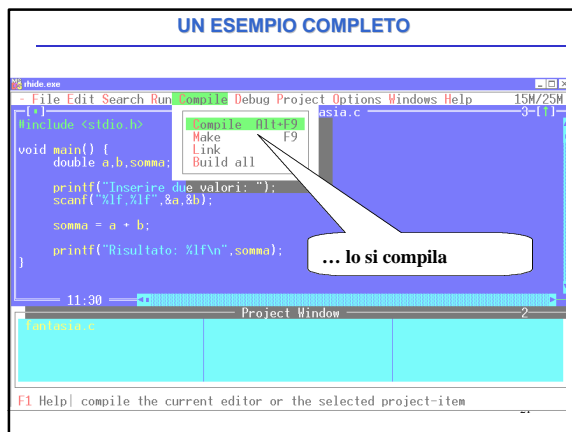 UN ESEMPIO COMPLETO
rhide.exe
File Edit Search Run Compile Debug Project Options Windows Help 15M/25M
asia.c 3
#include <stdio.h>
Compile Alt+F9
Make F9
Link
Build all
void main() {
double a,b,somma;
printf("Inserire due valori: ");
scanf("%lf,%lf",&a,&b);
somma = a + b;
printf("Risultato: %lf\n",somma);
}
… lo si compila
11:30
Project Window 2
fantasia.c
F1 Help| compile the current editor or the selected project-item